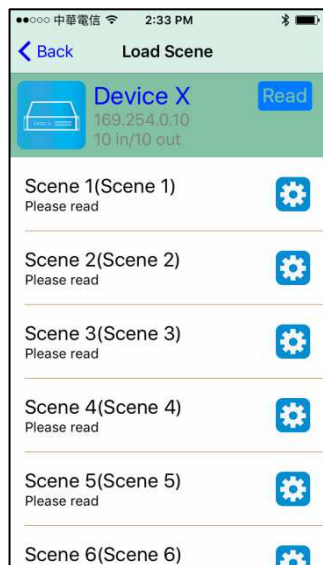 中華電信 2:33 PM
Back Load Scene
Device X
Read
169.254.0.10
10 in/10 out
Scene 1(Scene 1)
Please read
Scene 2(Scene 2)
Please read
Scene 3(Scene 3)
Please read
Scene 4(Scene 4)
Please read
Scene 5(Scene 5)
Please read
Scene 6(Scene 6)